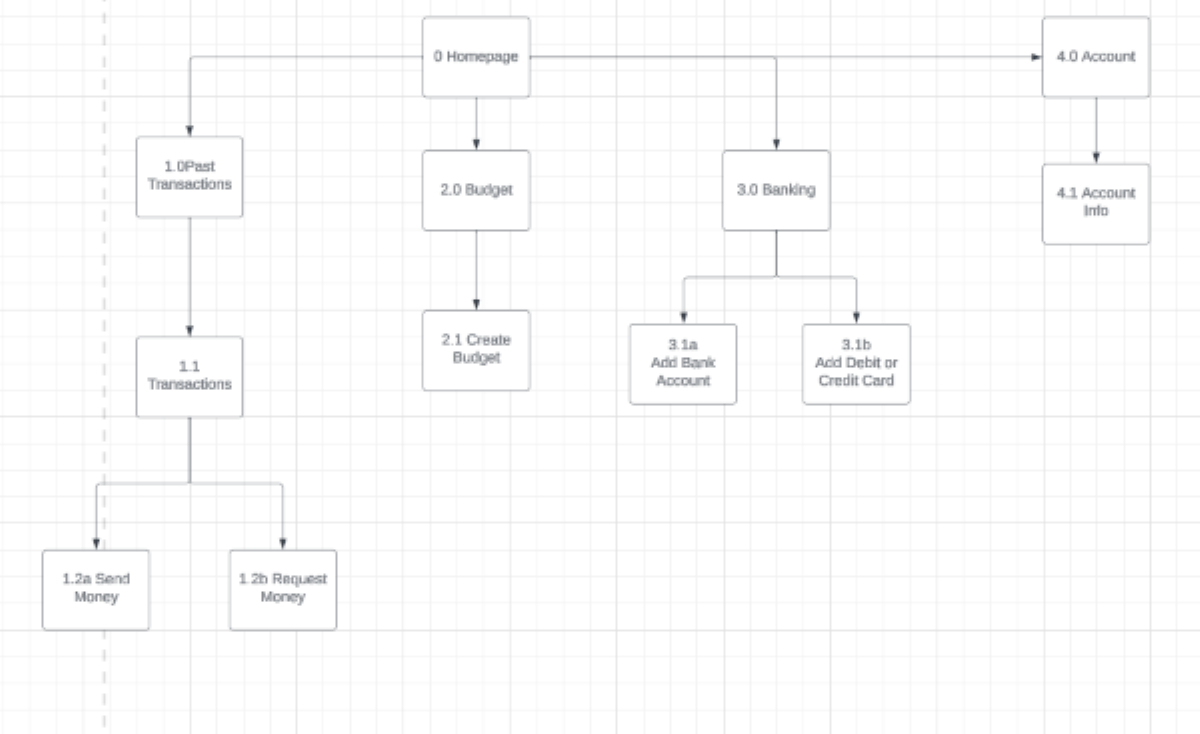 0 Homepage
4.0 Account
1.0Past
Transactions
2.0 Budget
3.0 Banking
4.1 Account
Info
1.1
Transactions
2.1 Create
Budget
3.1a
Add Bank
Account
3.1b
Add Debit or
Credit Card
1.2a Send
Money
1.2b Request
Money